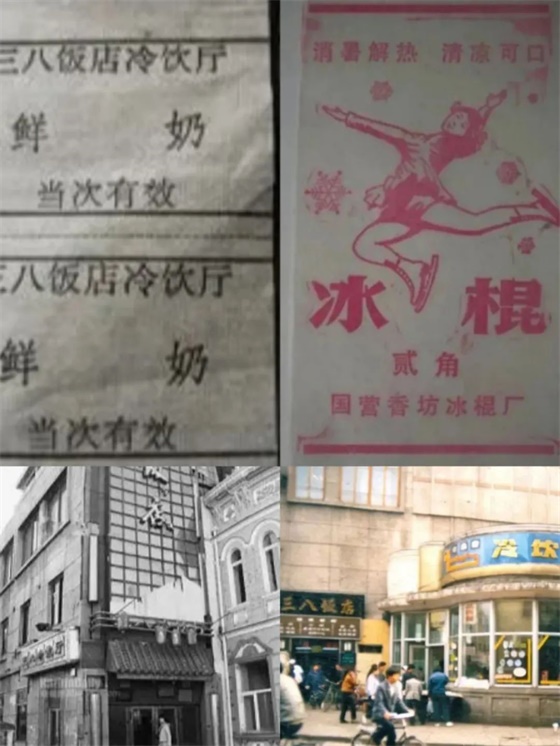 三八饭店冷饮厅
鲜 奶
当次有效
三八饭店冷饮厅
鲜 奶
当次有效
消暑解热 清凉可口
冰棍
贰角
国营香坊冰棍厂
三八饭店
冷饮